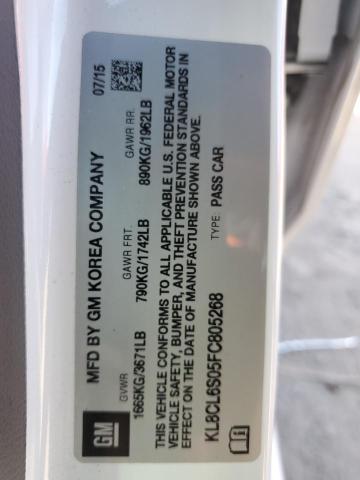 GM
MFD BY GM KOREA COMPANY 07/15
GVWR GAWR FRT. GAWR RR.
1665KG/3671LB 790KG/1742LB 890KG/1962LB
THIS VEHICLE CONFORMS TO ALL APPLICABLE U.S. FEDERAL MOTOR
VEHICLE SAFETY, BUMPER, AND THEFT PREVENTION STANDARDS IN
EFFECT ON THE DATE OF MANUFACTURE SHOWN ABOVE.
KL8CL6S05FC805268 TYPE: PASS CAR